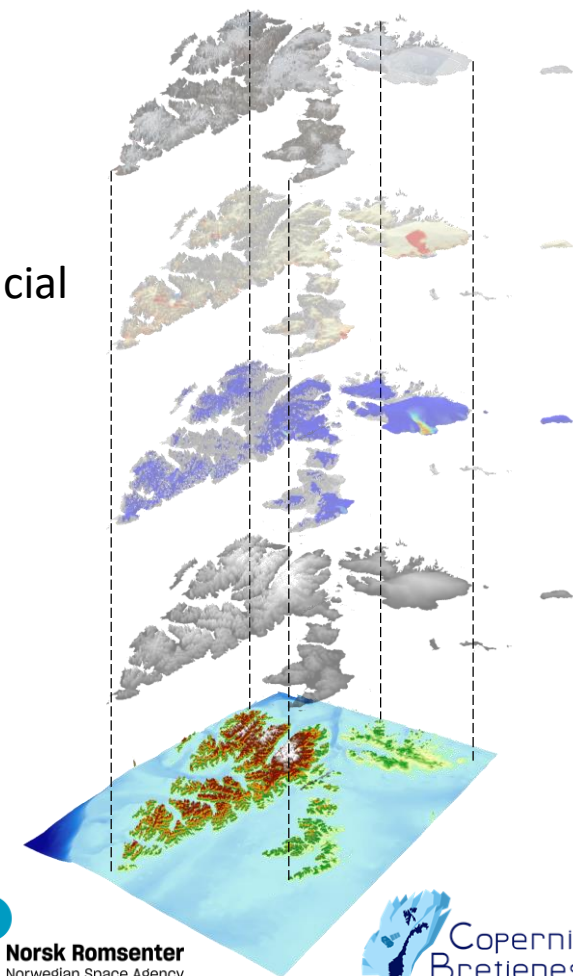 cial
Norsk Romsenter
Norwegian Space Agency
Coperni
Bretjenes